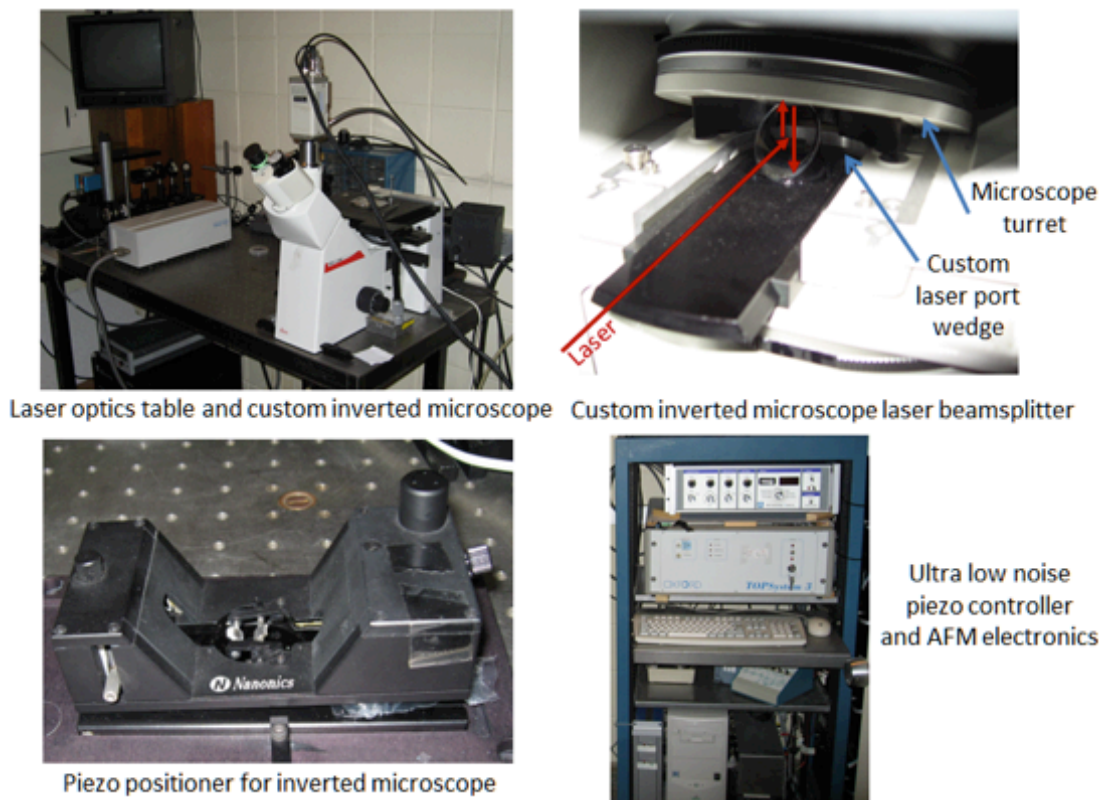 Laser
Microscope
turret
Custom
laser port
wedge
Laser optics table and custom inverted microscope
Custom inverted microscope laser beamsplitter
Nanonics
Piezo positioner for inverted microscope
OXFORD
TOPSystem 3
Ultra low noise
piezo controller
and AFM electronics